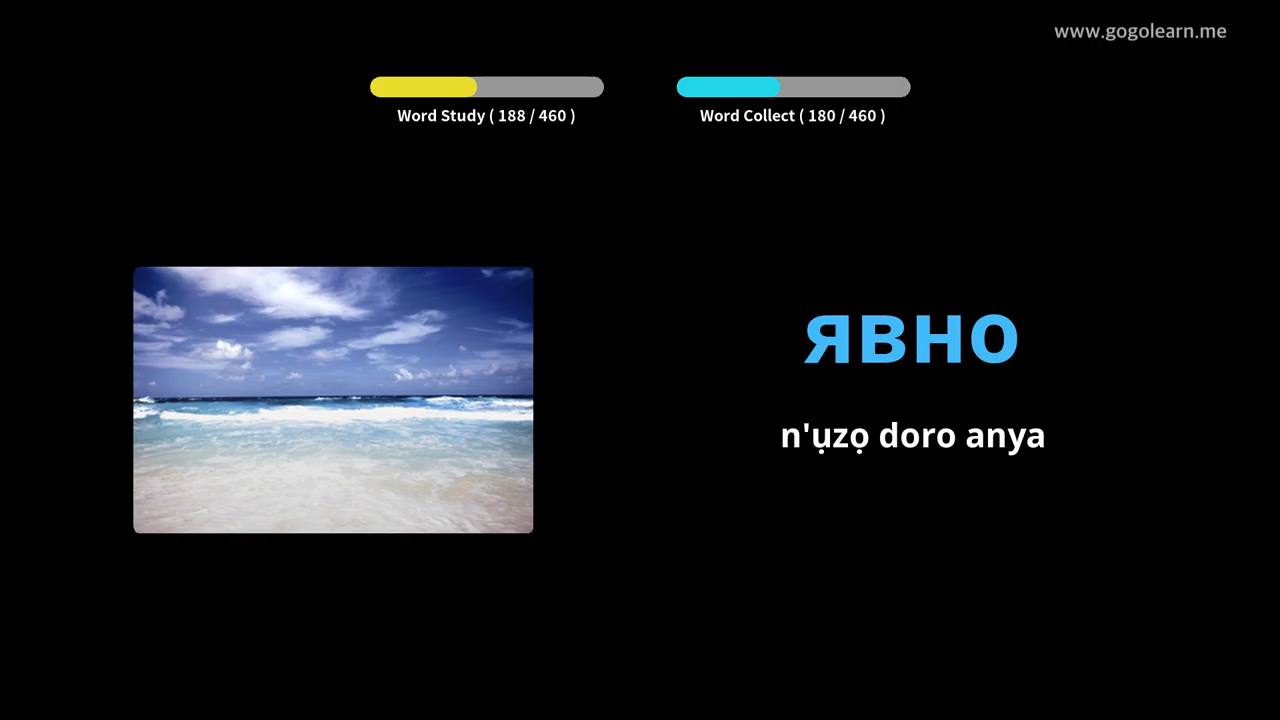 www.gogolearn.me
Word Study ( 188 / 460 )
Word Collect ( 180 / 460 )
явно
n'ụzọ doro anya